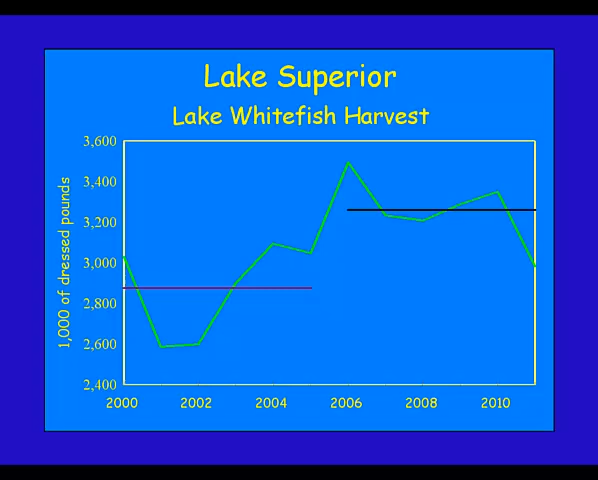 Lake Superior
Lake Whitefish Harvest
1,000 of dressed pounds
3,600
3,400
3,200
3,000
2,800
2,600
2,400
2000 2002 2004 2006 2008 2010